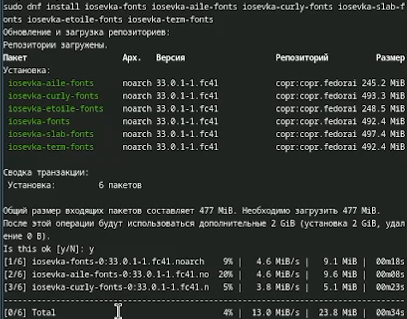 sudo dnf install iosevka-fonts iosevka-aile-fonts iosevka-curly-fonts iosevka-slab-f
onts iosevka-etoile-fonts iosevka-term-fonts
Обновление и загрузка репозиториев:
Репозитории загружены.
Пакет Арх. Версия Репозиторий Размер
Установка:
iosevka-aile-fonts noarch 33.0.1-1.fc41 copr:copr.fedorai 245.2 MiB
iosevka-curly-fonts noarch 33.0.1-1.fc41 copr:copr.fedorai 493.3 MiB
iosevka-etoile-fonts noarch 33.0.1-1.fc41 copr:copr.fedorai 248.5 MiB
iosevka-fonts noarch 33.0.1-1.fc41 copr:copr.fedorai 492.4 MiB
iosevka-slab-fonts noarch 33.0.1-1.fc41 copr:copr.fedorai 497.4 MiB
iosevka-term-fonts noarch 33.0.1-1.fc41 copr:copr.fedorai 492.4 MiB
Сводка транзакции:
Установка: 6 пакетов
Общий размер входящих пакетов составляет 477 MiB. Необходимо загрузить 477 MiB.
После этой операции будут использоваться дополнительные 2 GiB (установка 2 GiB, удал
ение 0 B).
Is this ok [y/N]: y
[1/6] iosevka-fonts-0:33.0.1-1.fc41.noarch 9% | 4.6 MiB/s | 9.1 MiB | 00m18s
[2/6] iosevka-aile-fonts-0:33.0.1-1.fc41.no 20% | 4.6 MiB/s | 9.6 MiB | 00m08s
[3/6] iosevka-curly-fonts-0:33.0.1-1.fc41.n 5% | 3.8 MiB/s | 5.1 MiB | 00m23s
--------------------------------------------------------------------------------
[0/6] Total 4% | 13.0 MiB/s | 23.8 MiB | 00m34s